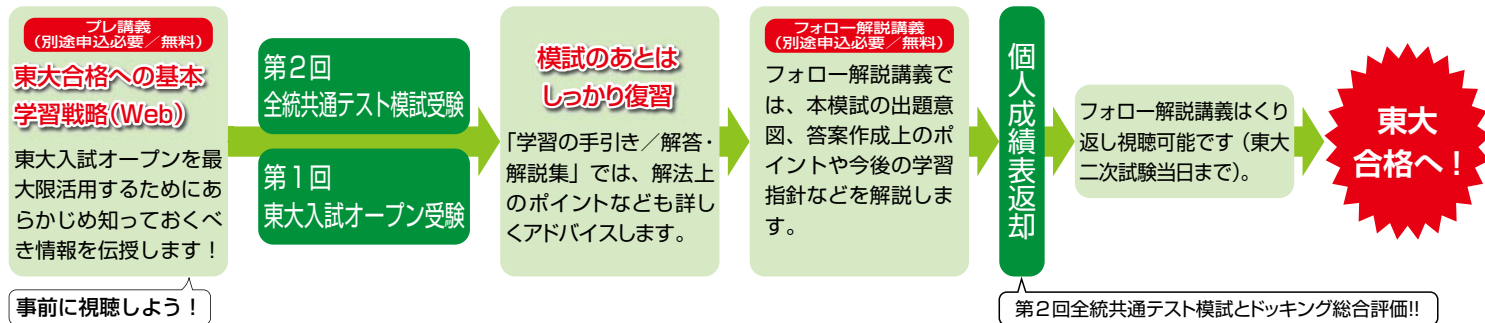 プレ講義
(別途申込必要／無料)
東大合格への基本
学習戦略(Web)
東大入試オープンを最
大限活用するためにあ
らかじめ知っておくべ
き情報を伝授します！
事前に視聴しよう！
第２回
全統共通テスト模試受験
第１回
東大入試オープン受験
模試のあとは
しっかり復習
「学習の手引き／解答・
解説集」では、解法上
のポイントなども詳し
くアドバイスします。
フォロー解説講義
(別途申込必要／無料)
フォロー解説講義で
は、本模試の出題意
図、答案作成上のポ
イントや今後の学習
指針などを解説しま
す。
個人成績表返却
第２回全統共通テスト模試とドッキング総合評価!!
フォロー解説講義はくり
返し視聴可能です（東大
二次試験当日まで）。
東大
合格へ！